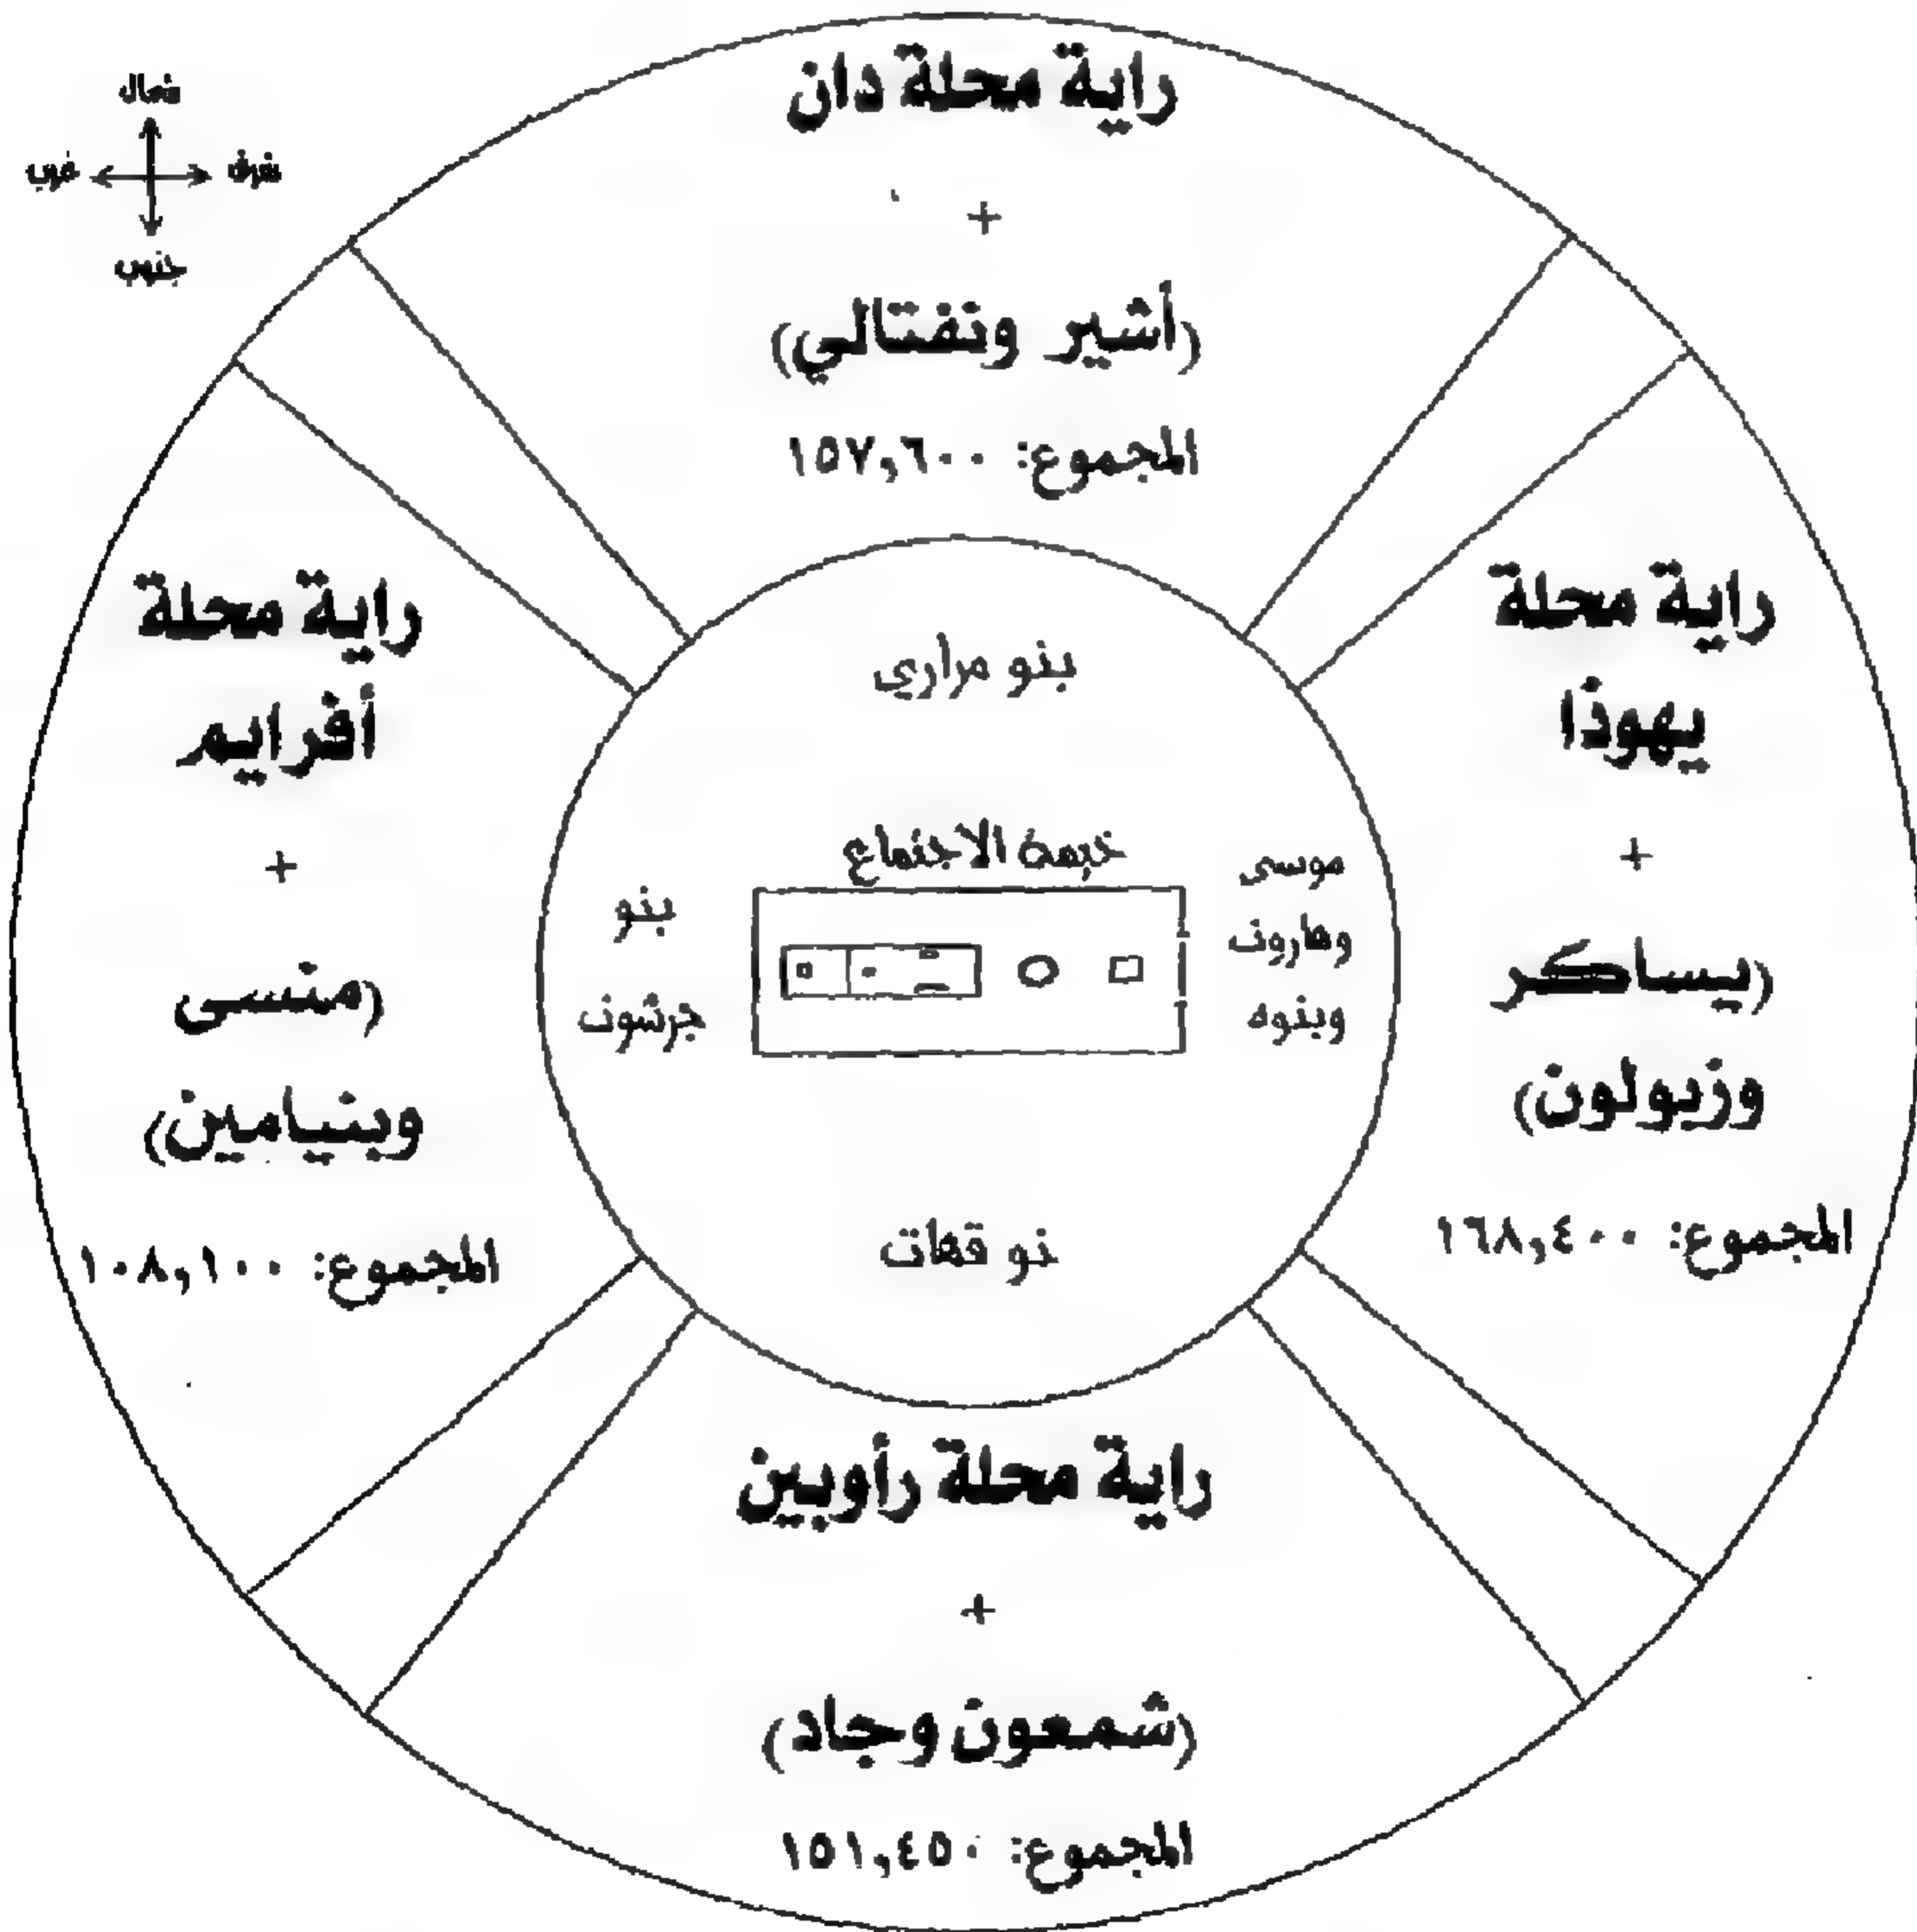 شمال
شرق
غرب
جنوب
راية محلة دان
+
(أشير ونفتالي)
المجموع: ١٥٧,٦٠٠
راية محلة
يهوذا
+
(يساكر
وزبولون)
المجموع: ١٦٨,٤٠٠
راية محلة
أفرايم
+
(منسى
وبنيامين)
المجموع: ١٠٨,١٠٠
بنو مراري
خيمة الاجتماع
موسى
وهارون
وبنوه
بنو
جرشون
نو قهات
راية محلة رأوبين
+
(شمعون وجاد)
المجموع: ١٥١,٤٥٠